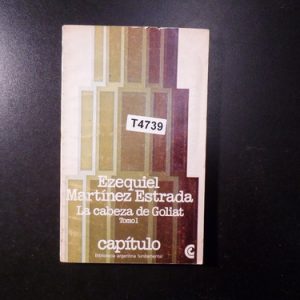 T4739
Ezequiel
Martínez Estrada
La cabeza de Goliat
Tomo I
capítulo
Biblioteca argentina fundamental